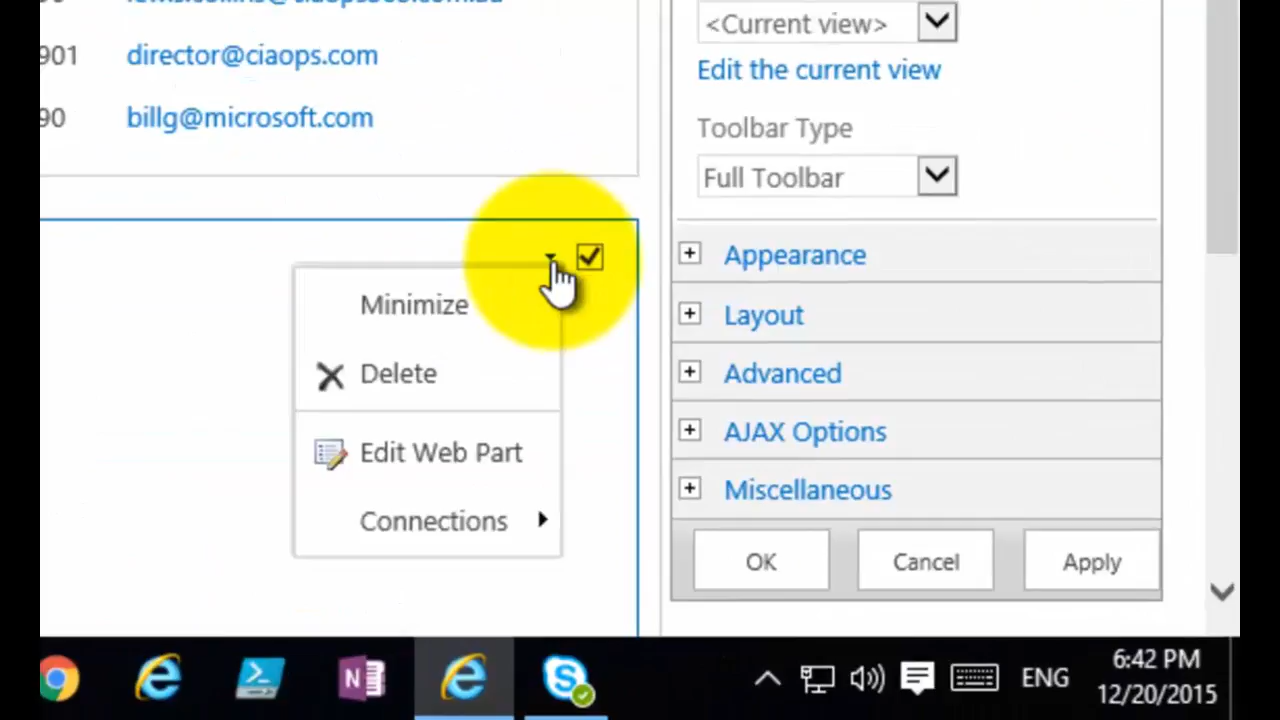 901 director@ciaops.com
90 billg@microsoft.com
Minimize
Delete
Edit Web Part
Connections
<Current view>
Edit the current view
Toolbar Type
Full Toolbar
Appearance
Layout
Advanced
AJAX Options
Miscellaneous
OK Cancel Apply
ENG
6:42 PM
12/20/2015